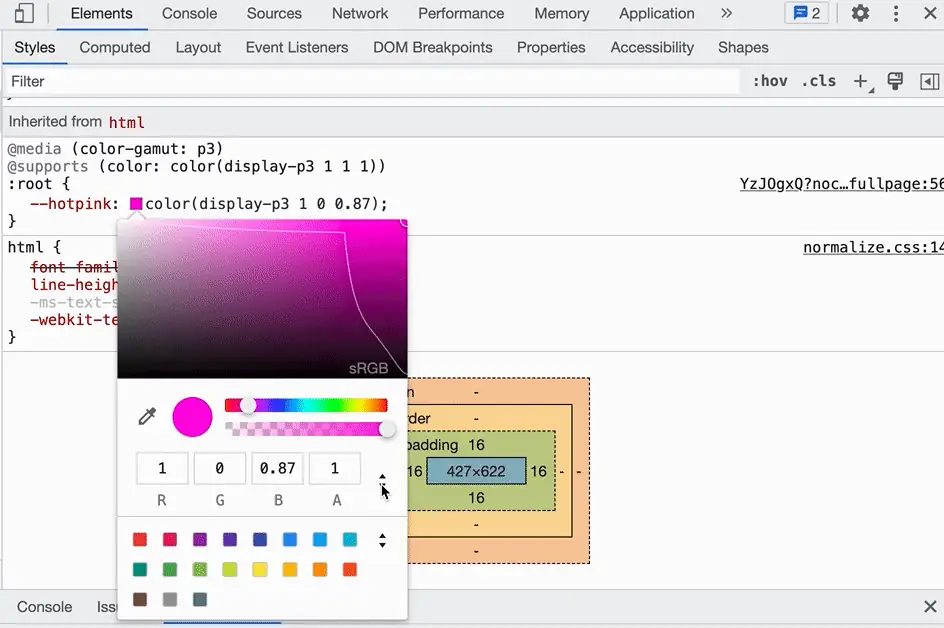 Elements Console Sources Network Performance Memory Application » 2
Styles Computed Layout Event Listeners DOM Breakpoints Properties Accessibility Shapes
Filter :hov .cls +
Inherited from html
@media (color-gamut: p3)
@supports (color: color(display-p3 1 1 1))
:root { YzJOgxQ?noc…fullpage:56
--hotpink: color(display-p3 1 0 0.87);
}
html { normalize.css:14
font-famil
line-heigh
-ms-text-s
-webkit-te
}
sRGB
-
rder -
padding 16
16 427×622 16 - -
16
-
-
1 0 0.87 1
R G B A
Console Iss